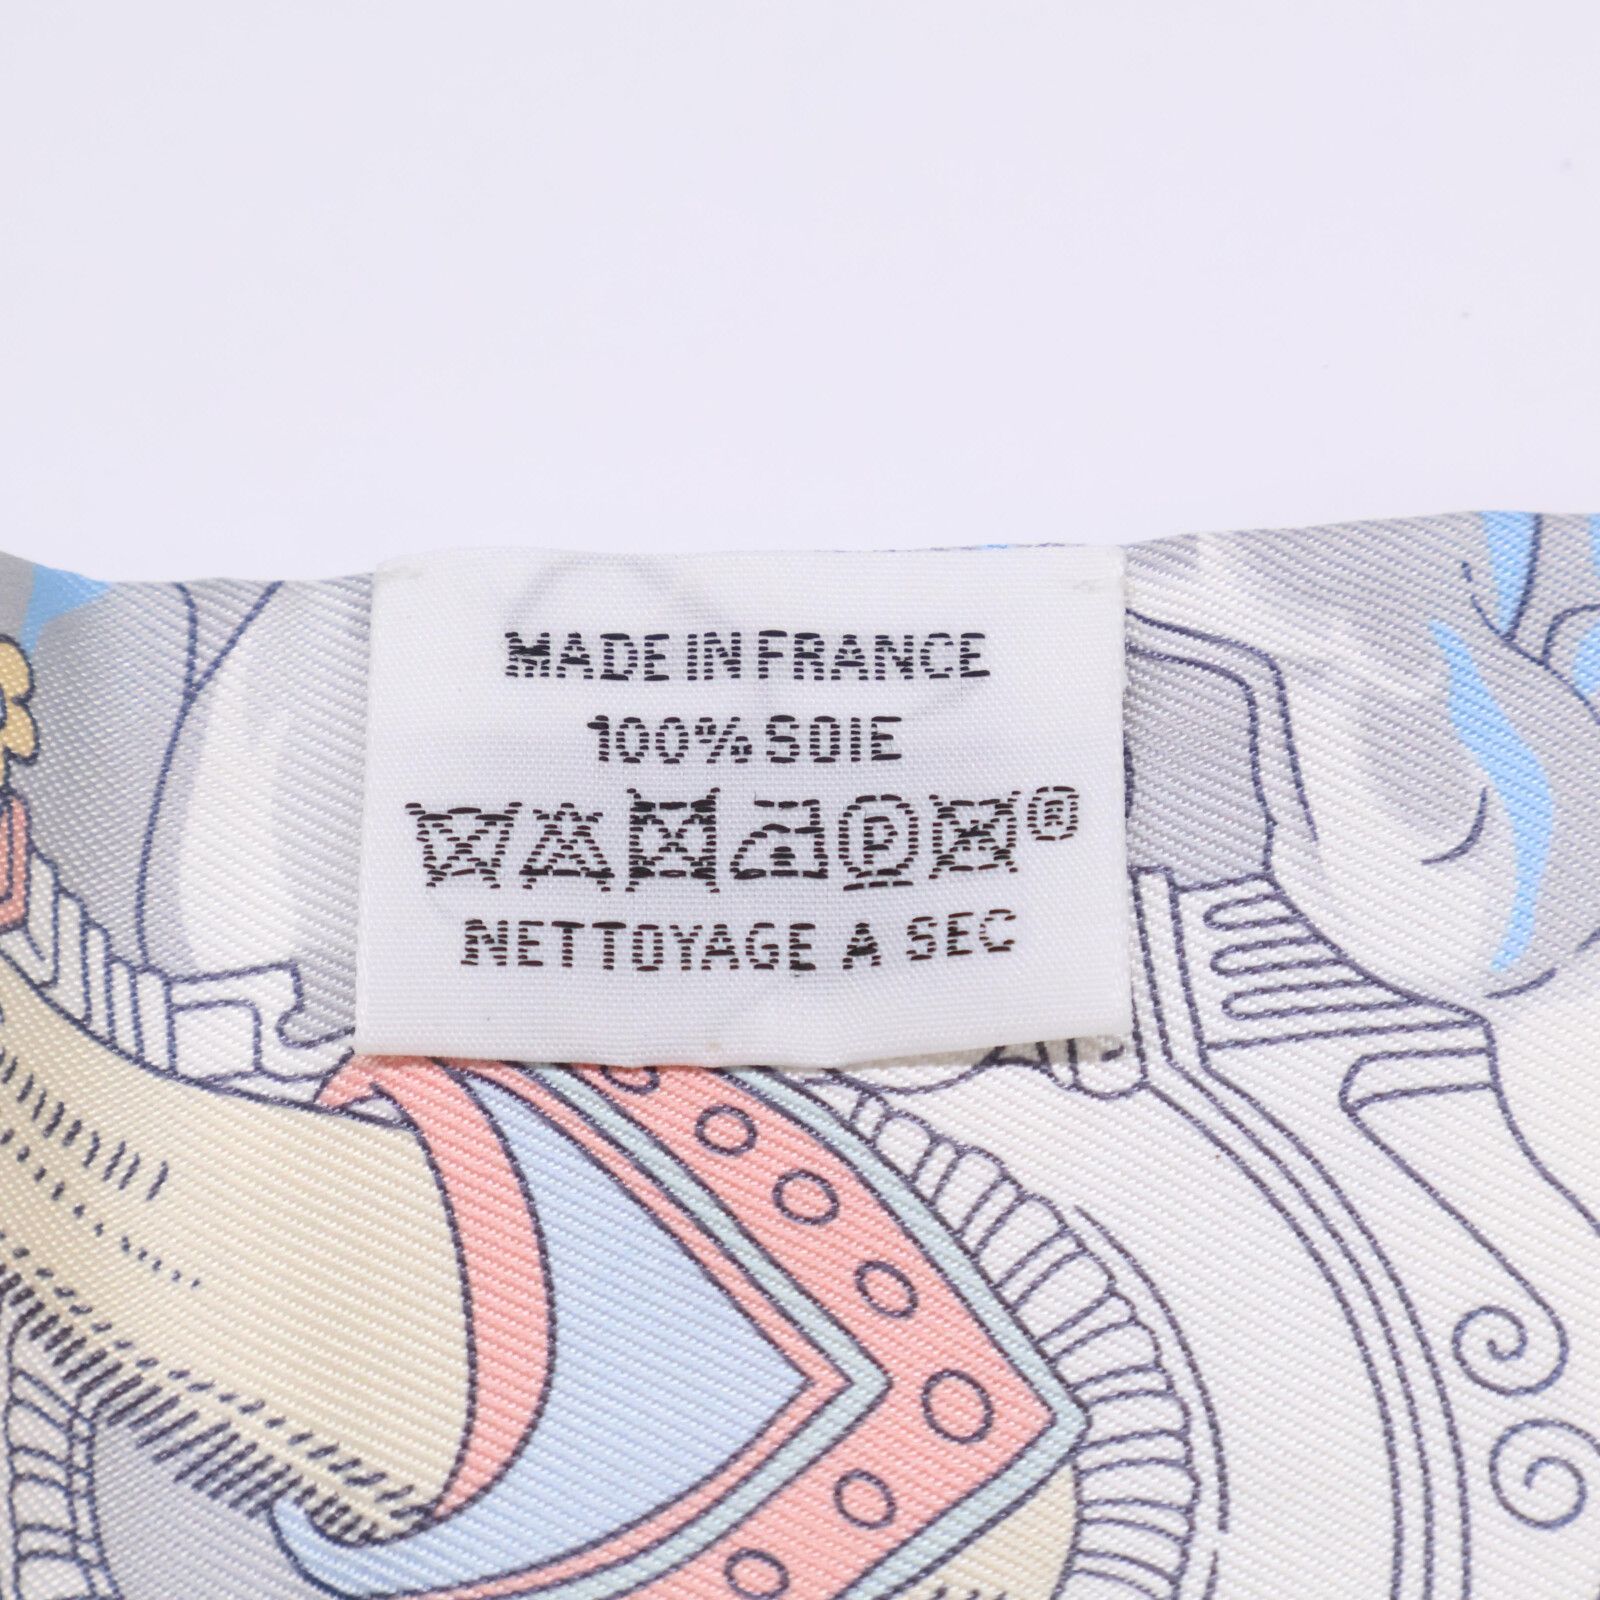 MADE IN FRANCE
100% SOIE
P ®
NETTOYAGE A SEC